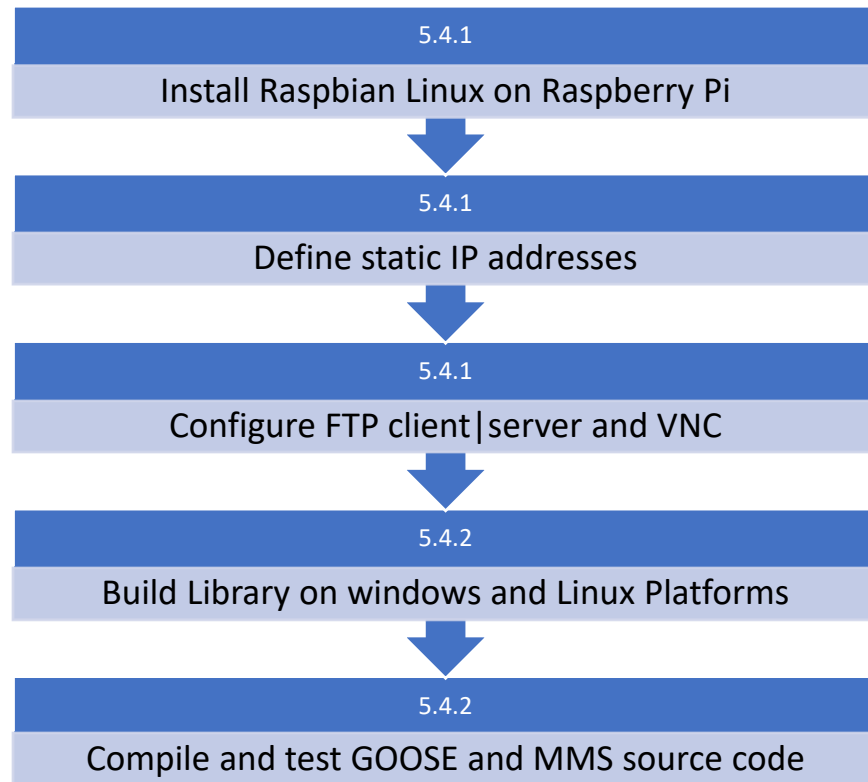 5.4.1
Install Raspbian Linux on Raspberry Pi
5.4.1
Define static IP addresses
5.4.1
Configure FTP client|server and VNC
5.4.2
Build Library on windows and Linux Platforms
5.4.2
Compile and test GOOSE and MMS source code